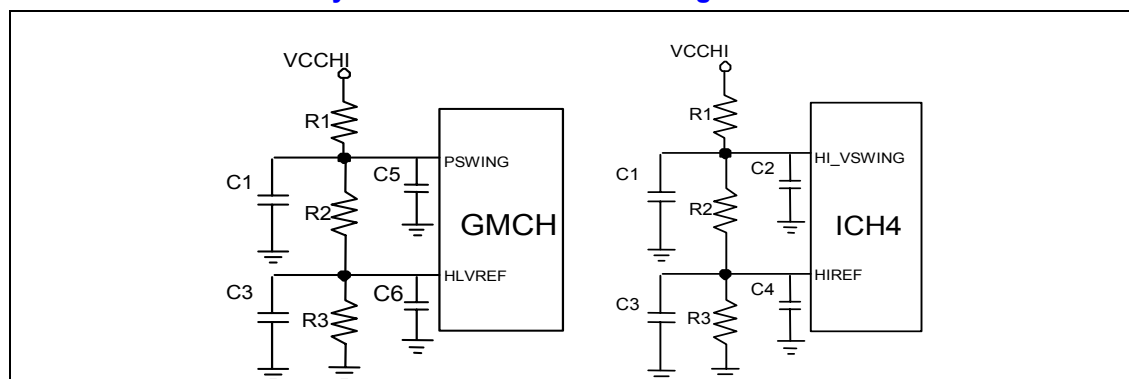 VCCHI
R1
PSWING
C1
C5
R2
GMCH
HLVREF
C3
C6
R3
VCCHI
R1
HI_VSWING
C1
C2
R2
ICH4
HIREF
C3
C4
R3